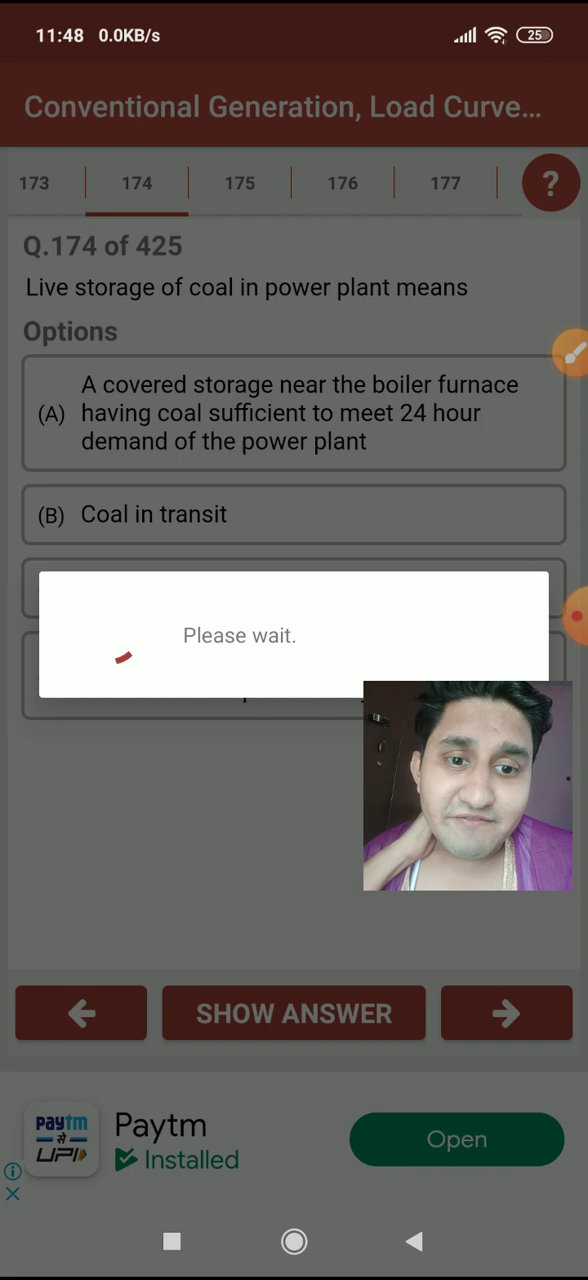 11:48 0.0KB/s
25
Conventional Generation, Load Curve...
173 174 175 176 177 ?
Q.174 of 425
Live storage of coal in power plant means
Options
A covered storage near the boiler furnace
(A) having coal sufficient to meet 24 hour
demand of the power plant
(B) Coal in transit
Please wait.
SHOW ANSWER
paytm
से
UPI
Paytm
Installed
Open